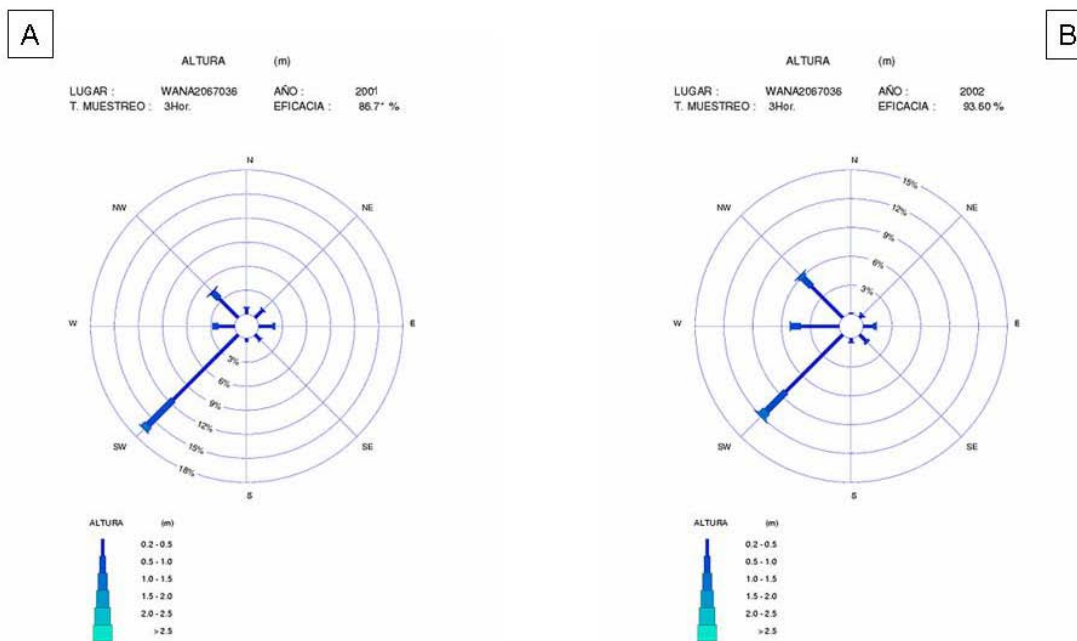 A
ALTURA (m)
LUGAR : WANA2067036 AÑO : 2001
T. MUESTREO : 3Hor. EFICACIA : %
N
NW NE
W E
3%
6%
9%
12%
15%
18%
SW SE
S
ALTURA (m)
0.2 - 0.5
0.5 - 1.0
1.0 - 1.5
1.5 - 2.0
2.0 - 2.5
> 2.5
B
ALTURA (m)
LUGAR : WANA2067036 AÑO : 2002
T. MUESTREO : 3Hor. EFICACIA : 93.60 %
N
15%
NW NE
12%
9%
6%
3%
W E
SW SE
S
ALTURA (m)
0.2 - 0.5
0.5 - 1.0
1.0 - 1.5
1.5 - 2.0
2.0 - 2.5
> 2.5